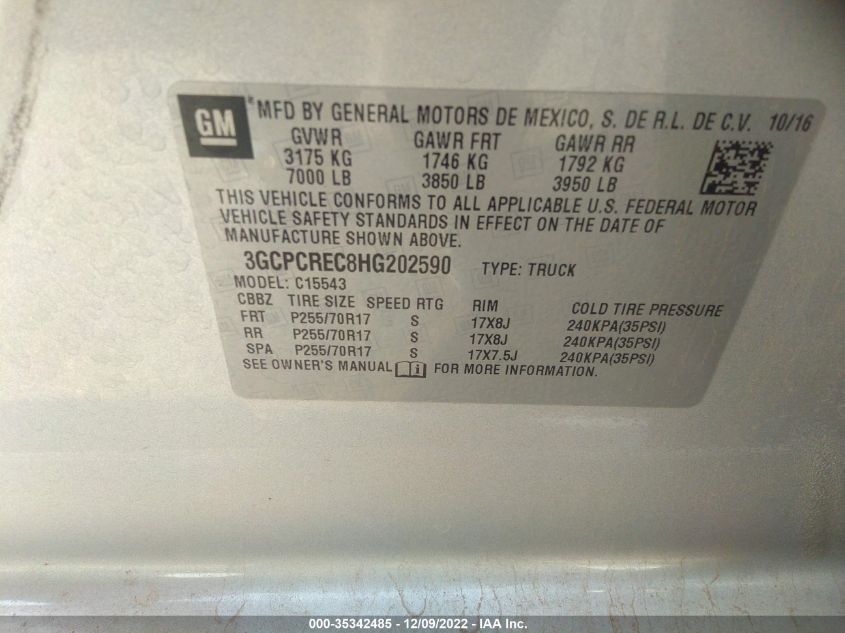 GM
MFD BY GENERAL MOTORS DE MEXICO, S. DE R.L. DE C.V. 10/16
GVWR GAWR FRT GAWR RR
3175 KG 1746 KG 1792 KG
7000 LB 3850 LB 3950 LB
THIS VEHICLE CONFORMS TO ALL APPLICABLE U.S. FEDERAL MOTOR
VEHICLE SAFETY STANDARDS IN EFFECT ON THE DATE OF
MANUFACTURE SHOWN ABOVE.
3GCPCREC8HG202590 TYPE: TRUCK
MODEL: C15543
CBBZ TIRE SIZE SPEED RTG RIM COLD TIRE PRESSURE
FRT P255/70R17 S 17X8J 240KPA(35PSI)
RR P255/70R17 S 17X8J 240KPA(35PSI)
SPA P255/70R17 S 17X7.5J 240KPA(35PSI)
SEE OWNER'S MANUAL FOR MORE INFORMATION.
000-35342485 - 12/09/2022 - IAA Inc.